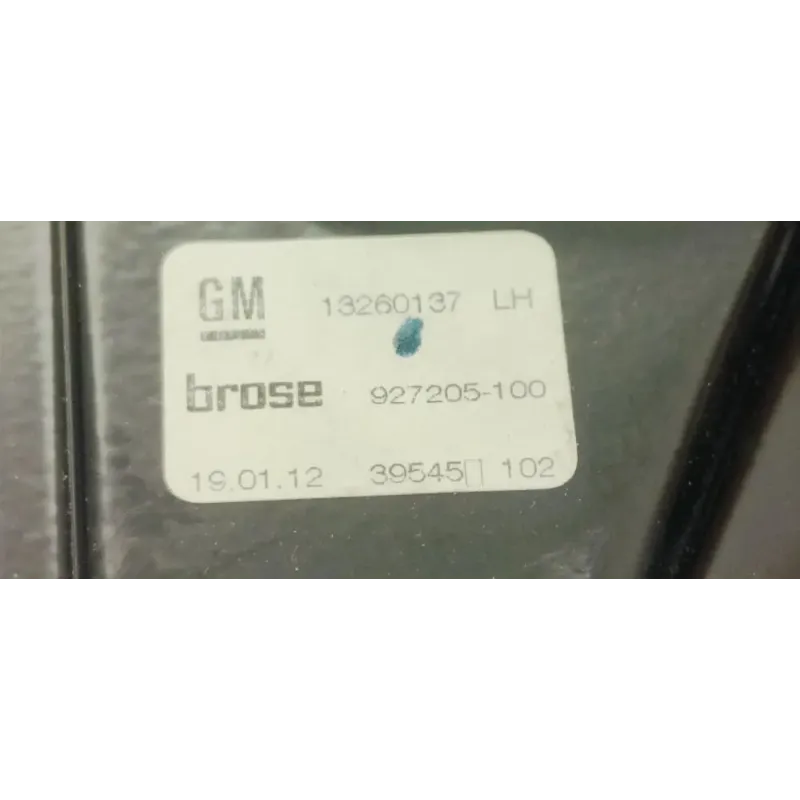 GM 13260137 LH
brose 927205-100
19.01.12 39545▯ 102